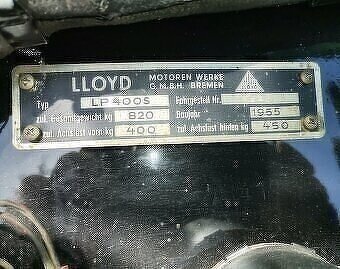 LLOYD MOTOREN WERKE
G.M.B.H. BREMEN
Typ LP 400S Fahrgestell Nr.
zul. Gesamtgewicht kg 820 Baujahr 1955
zul. Achslast vorn kg 400 zul. Achslast hinten kg 450